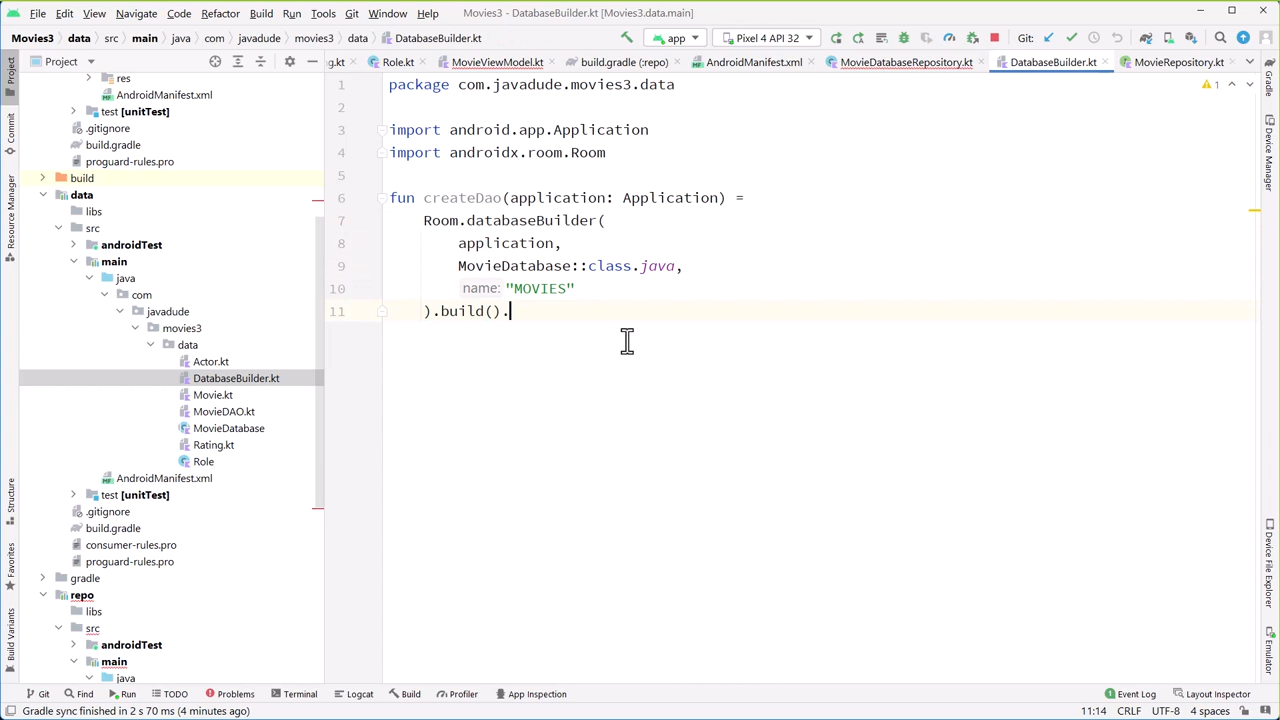 File Edit View Navigate Code Refactor Build Run Tools Git Window Help Movies3 - DatabaseBuilder.kt [Movies3.data.main]
Movies3 data src main java com javadude movies3 data DatabaseBuilder.kt app Pixel 4 API 32 Git:
Project g.kt Role.kt MovieViewModel.kt build.gradle (:repo) AndroidManifest.xml MovieDatabaseRepository.kt DatabaseBuilder.kt MovieRepository.kt
Project
Commit
Resource Manager
Structure
Favorites
Build Variants
res
AndroidManifest.xml
test [unitTest]
.gitignore
build.gradle
proguard-rules.pro
build
data
libs
src
androidTest
main
java
com
javadude
movies3
data
Actor.kt
DatabaseBuilder.kt
Movie.kt
MovieDAO.kt
MovieDatabase
Rating.kt
Role
AndroidManifest.xml
test [unitTest]
.gitignore
build.gradle
consumer-rules.pro
proguard-rules.pro
gradle
repo
libs
src
androidTest
main
java
1 package com.javadude.movies3.data
2
3 import android.app.Application
4 import androidx.room.Room
5
6 fun createDao(application: Application) =
7 Room.databaseBuilder(
8 application,
9 MovieDatabase::class.java,
10 name: "MOVIES"
11 ).build().
1
Gradle
Device Manager
Device File Explorer
Emulator
Git Find Run TODO Problems Terminal Logcat Build Profiler App Inspection Event Log Layout Inspector
Gradle sync finished in 2 s 70 ms (4 minutes ago) 11:14 CRLF UTF-8 4 spaces